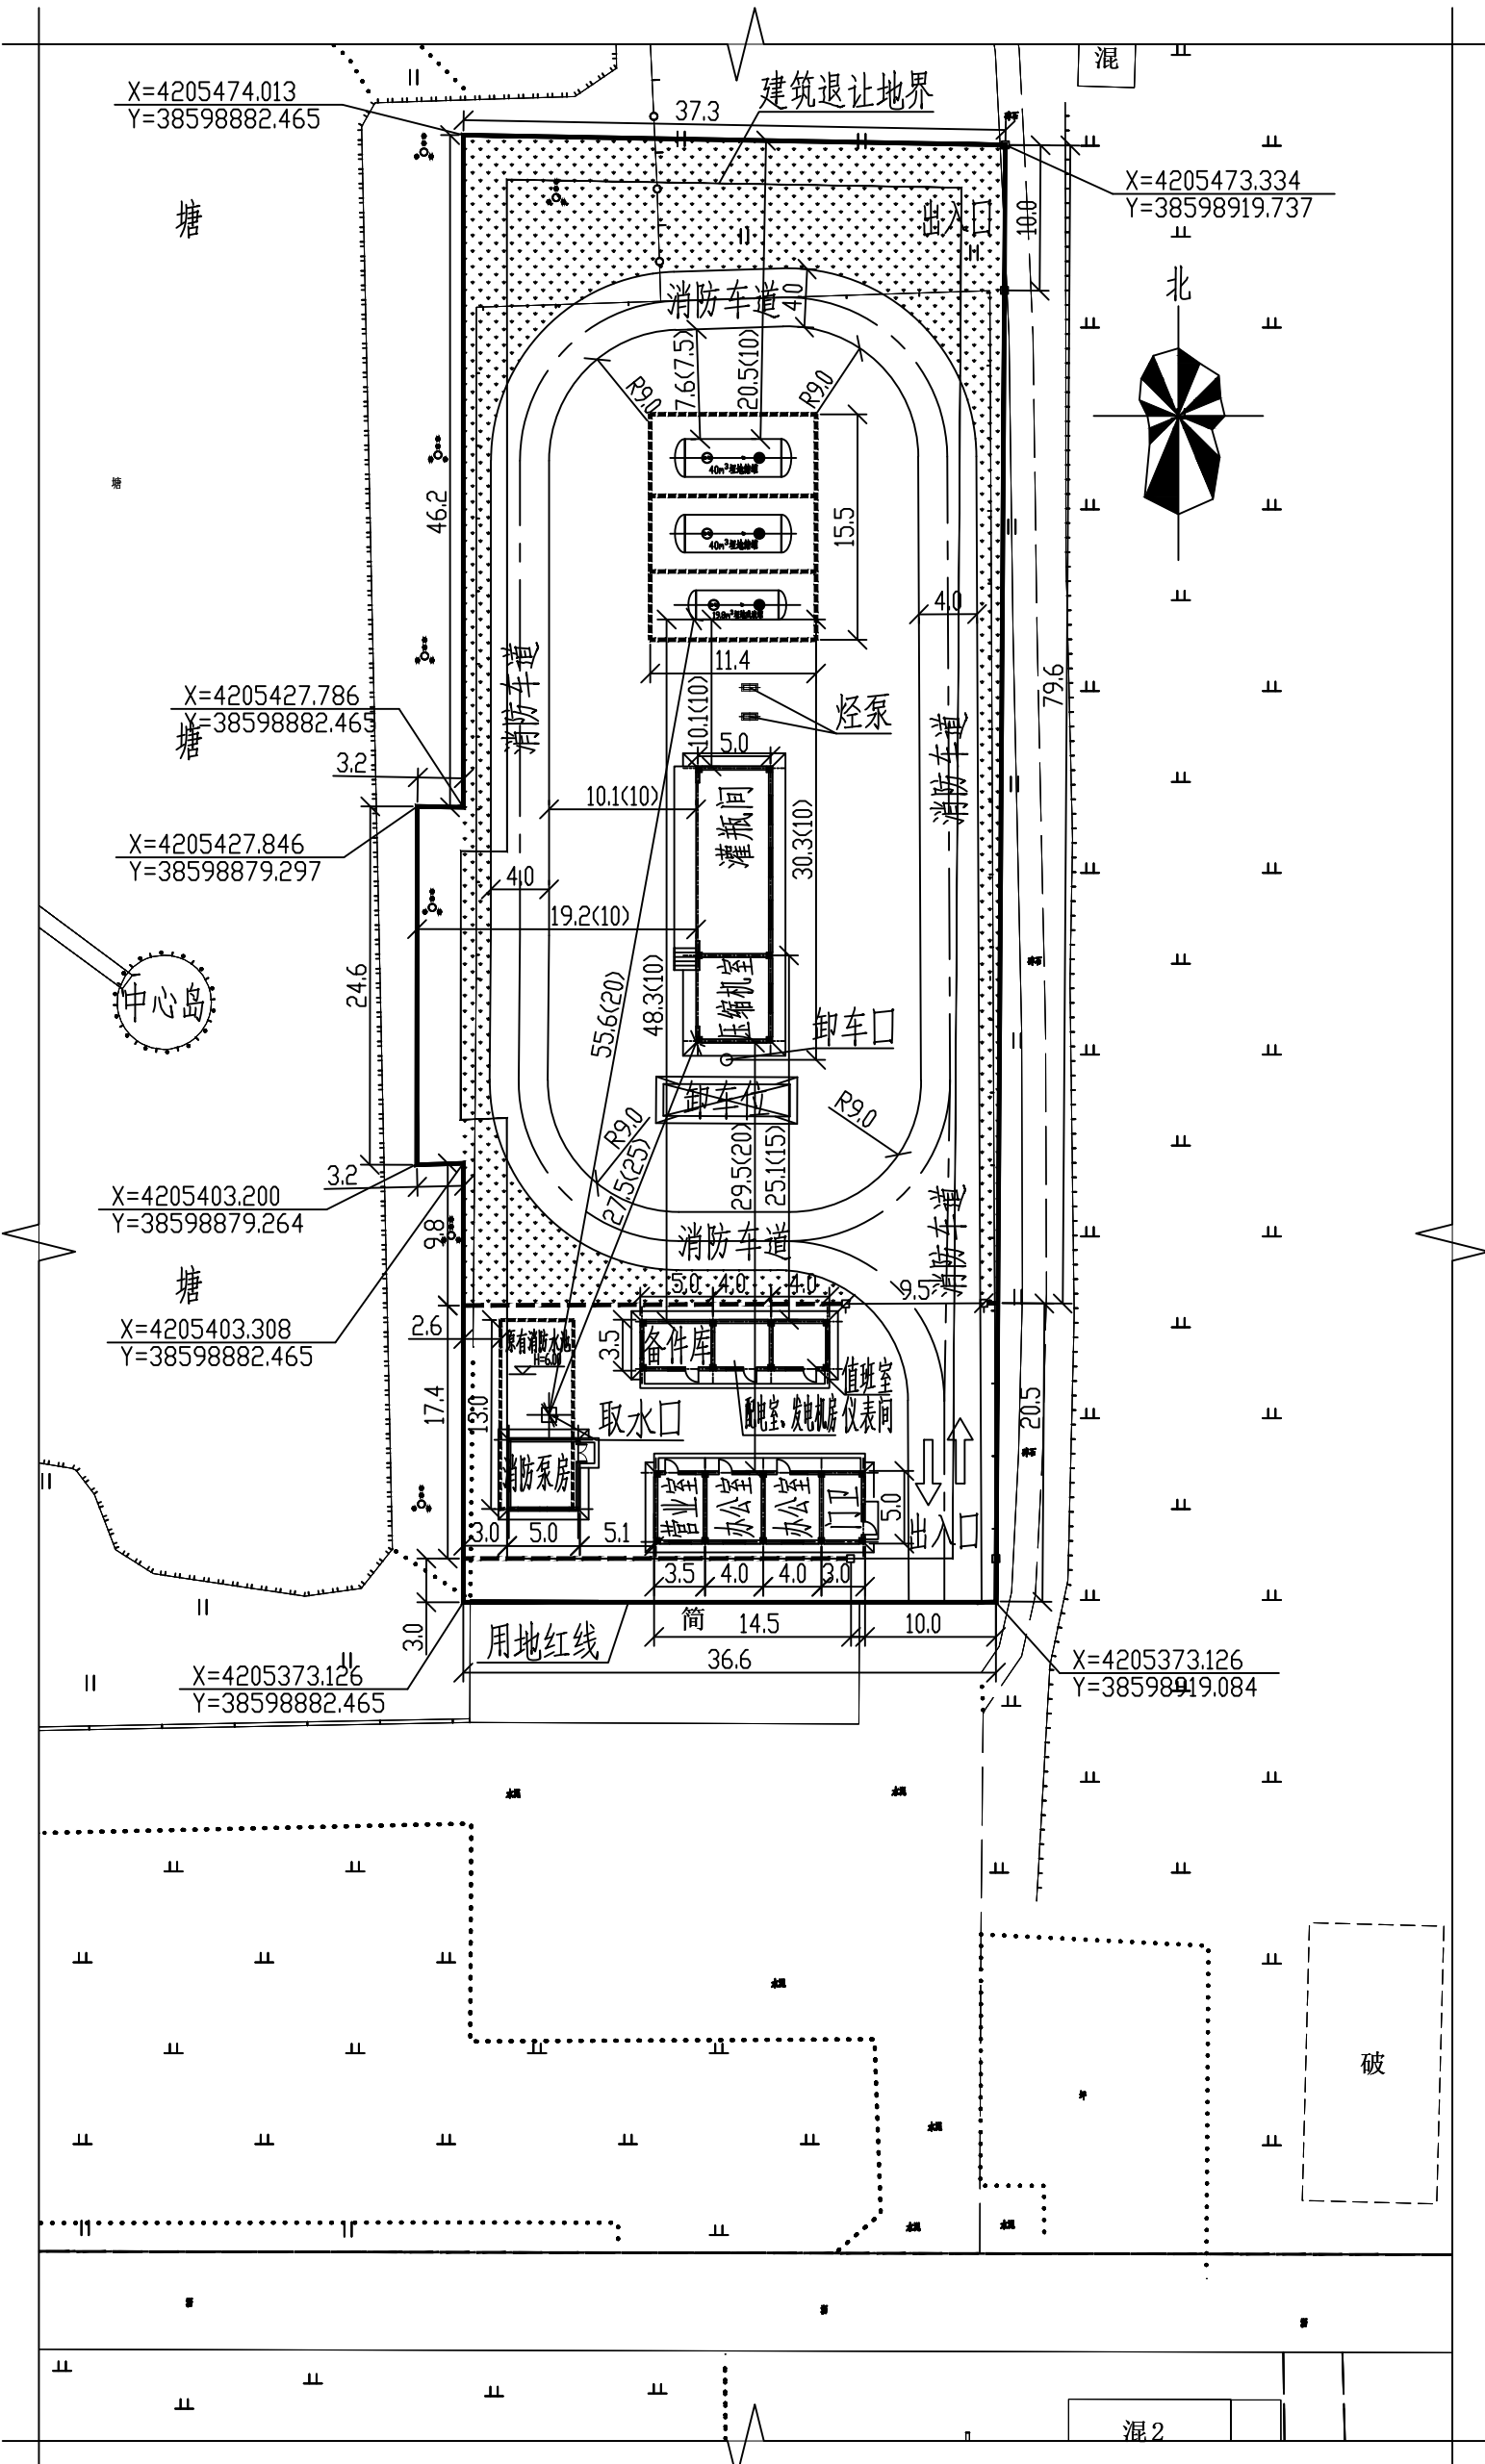 混
X=4205474.013
Y=38598882.465
建筑退让地界
37.3
X=4205473.334
Y=38598919.737
塘
出入口
10.0
北
消防车道
4.0
7.6(7.5)
20.5(10)
R9.0
R9.0
40m³
塘
46.2
15.5
40m³
4.0
消防车道
11.4
79.6
X=4205427.786
Y=38598882.465
塘
10.1(10)
烃泵
3.2
5.0
消防车道
10.1(10)
灌瓶间
30.3(10)
X=4205427.846
Y=38598879.297
4.0
19.2(10)
24.6
中心岛
55.6(20)
48.3(10)
压缩机室
卸车口
卸车位
R9.0
R9.0
27.5(25)
29.5(20)
25.1(15)
3.2
X=4205403.200
Y=38598879.264
9.8
消防车道
消防车道
塘
5.0
4.0
4.0
9.5
X=4205403.308
Y=38598882.465
2.6
原有消防水池
3.5
备件库
值班室
配电室、发电机房
仪表间
17.4
13.0
取水口
20.5
消防泵房
营业室
办公室
办公室
门卫
5.0
出入口
3.0
5.0
5.1
3.5
4.0
4.0
3.0
3.0
用地红线
简
14.5
10.0
36.6
X=4205373.126
Y=38598882.465
X=4205373.126
Y=38598919.084
破
混2